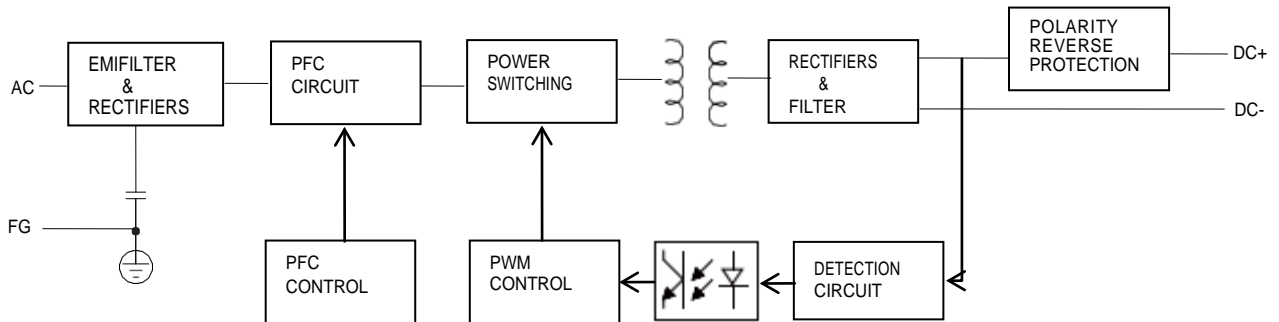 AC
EMIFILTER
&
RECTIFIERS
PFC
CIRCUIT
POWER
SWITCHING
RECTIFIERS
&
FILTER
POLARITY
REVERSE
PROTECTION
DC+
DC-
FG
PFC
CONTROL
PWM
CONTROL
DETECTION
CIRCUIT